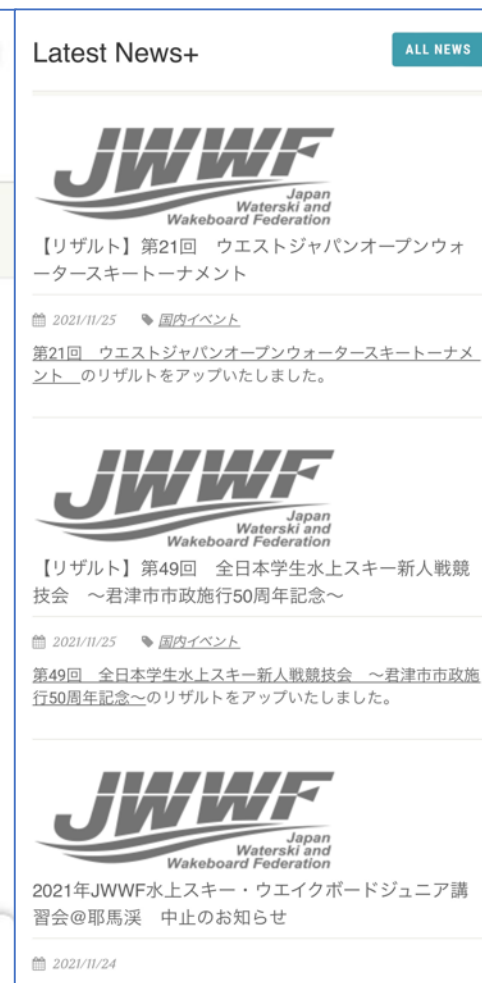 Latest News+
ALL NEWS
JWWF
Japan
Waterski and
Wakeboard Federation
【リザルト】第21回　ウエストジャパンオープンウォ
ータースキートーナメント
2021/11/25 国内イベント
第21回　ウエストジャパンオープンウォータースキートーナメ
ント　のリザルトをアップいたしました。
JWWF
Japan
Waterski and
Wakeboard Federation
【リザルト】第49回　全日本学生水上スキー新人戦競
技会　〜君津市市政施行50周年記念〜
2021/11/25 国内イベント
第49回　全日本学生水上スキー新人戦競技会　〜君津市市政施
行50周年記念〜のリザルトをアップいたしました。
JWWF
Japan
Waterski and
Wakeboard Federation
2021年JWWF水上スキー・ウエイクボードジュニア講
習会@耶馬渓　中止のお知らせ
2021/11/24